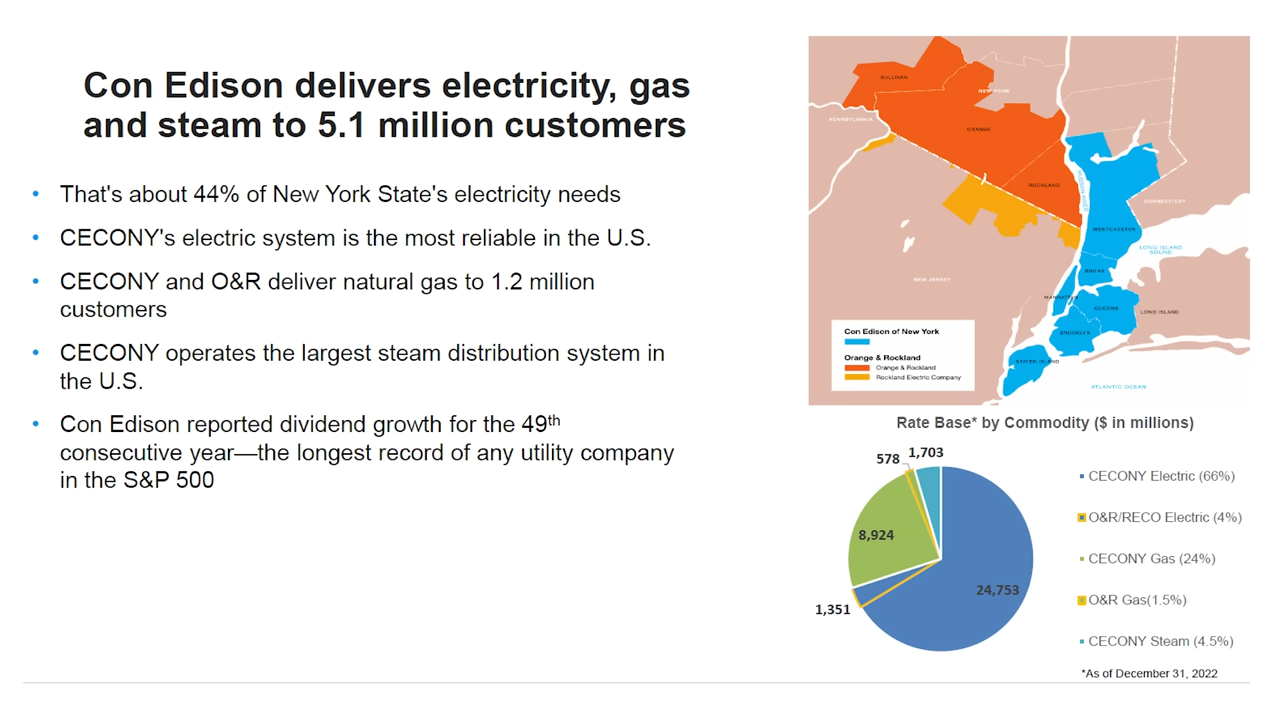 Con Edison delivers electricity, gas
and steam to 5.1 million customers
• That's about 44% of New York State's electricity needs
• CECONY's electric system is the most reliable in the U.S.
• CECONY and O&R deliver natural gas to 1.2 million
customers
• CECONY operates the largest steam distribution system in
the U.S.
• Con Edison reported dividend growth for the 49th
consecutive year—the longest record of any utility company
in the S&P 500
SULLIVAN
NEW YORK
PENNSYLVANIA
ORANGE
ROCKLAND
HUDSON RIVER
CONNECTICUT
WESTCHESTER
LONG ISLAND
SOUND
BRONX
NEW JERSEY
MANHATTAN
QUEENS
LONG ISLAND
BROOKLYN
STATEN ISLAND
ATLANTIC OCEAN
Con Edison of New York
Orange & Rockland
Orange & Rockland
Rockland Electric Company
Rate Base* by Commodity ($ in millions)
578
1,703
8,924
24,753
1,351
CECONY Electric (66%)
O&R/RECO Electric (4%)
CECONY Gas (24%)
O&R Gas(1.5%)
CECONY Steam (4.5%)
*As of December 31, 2022